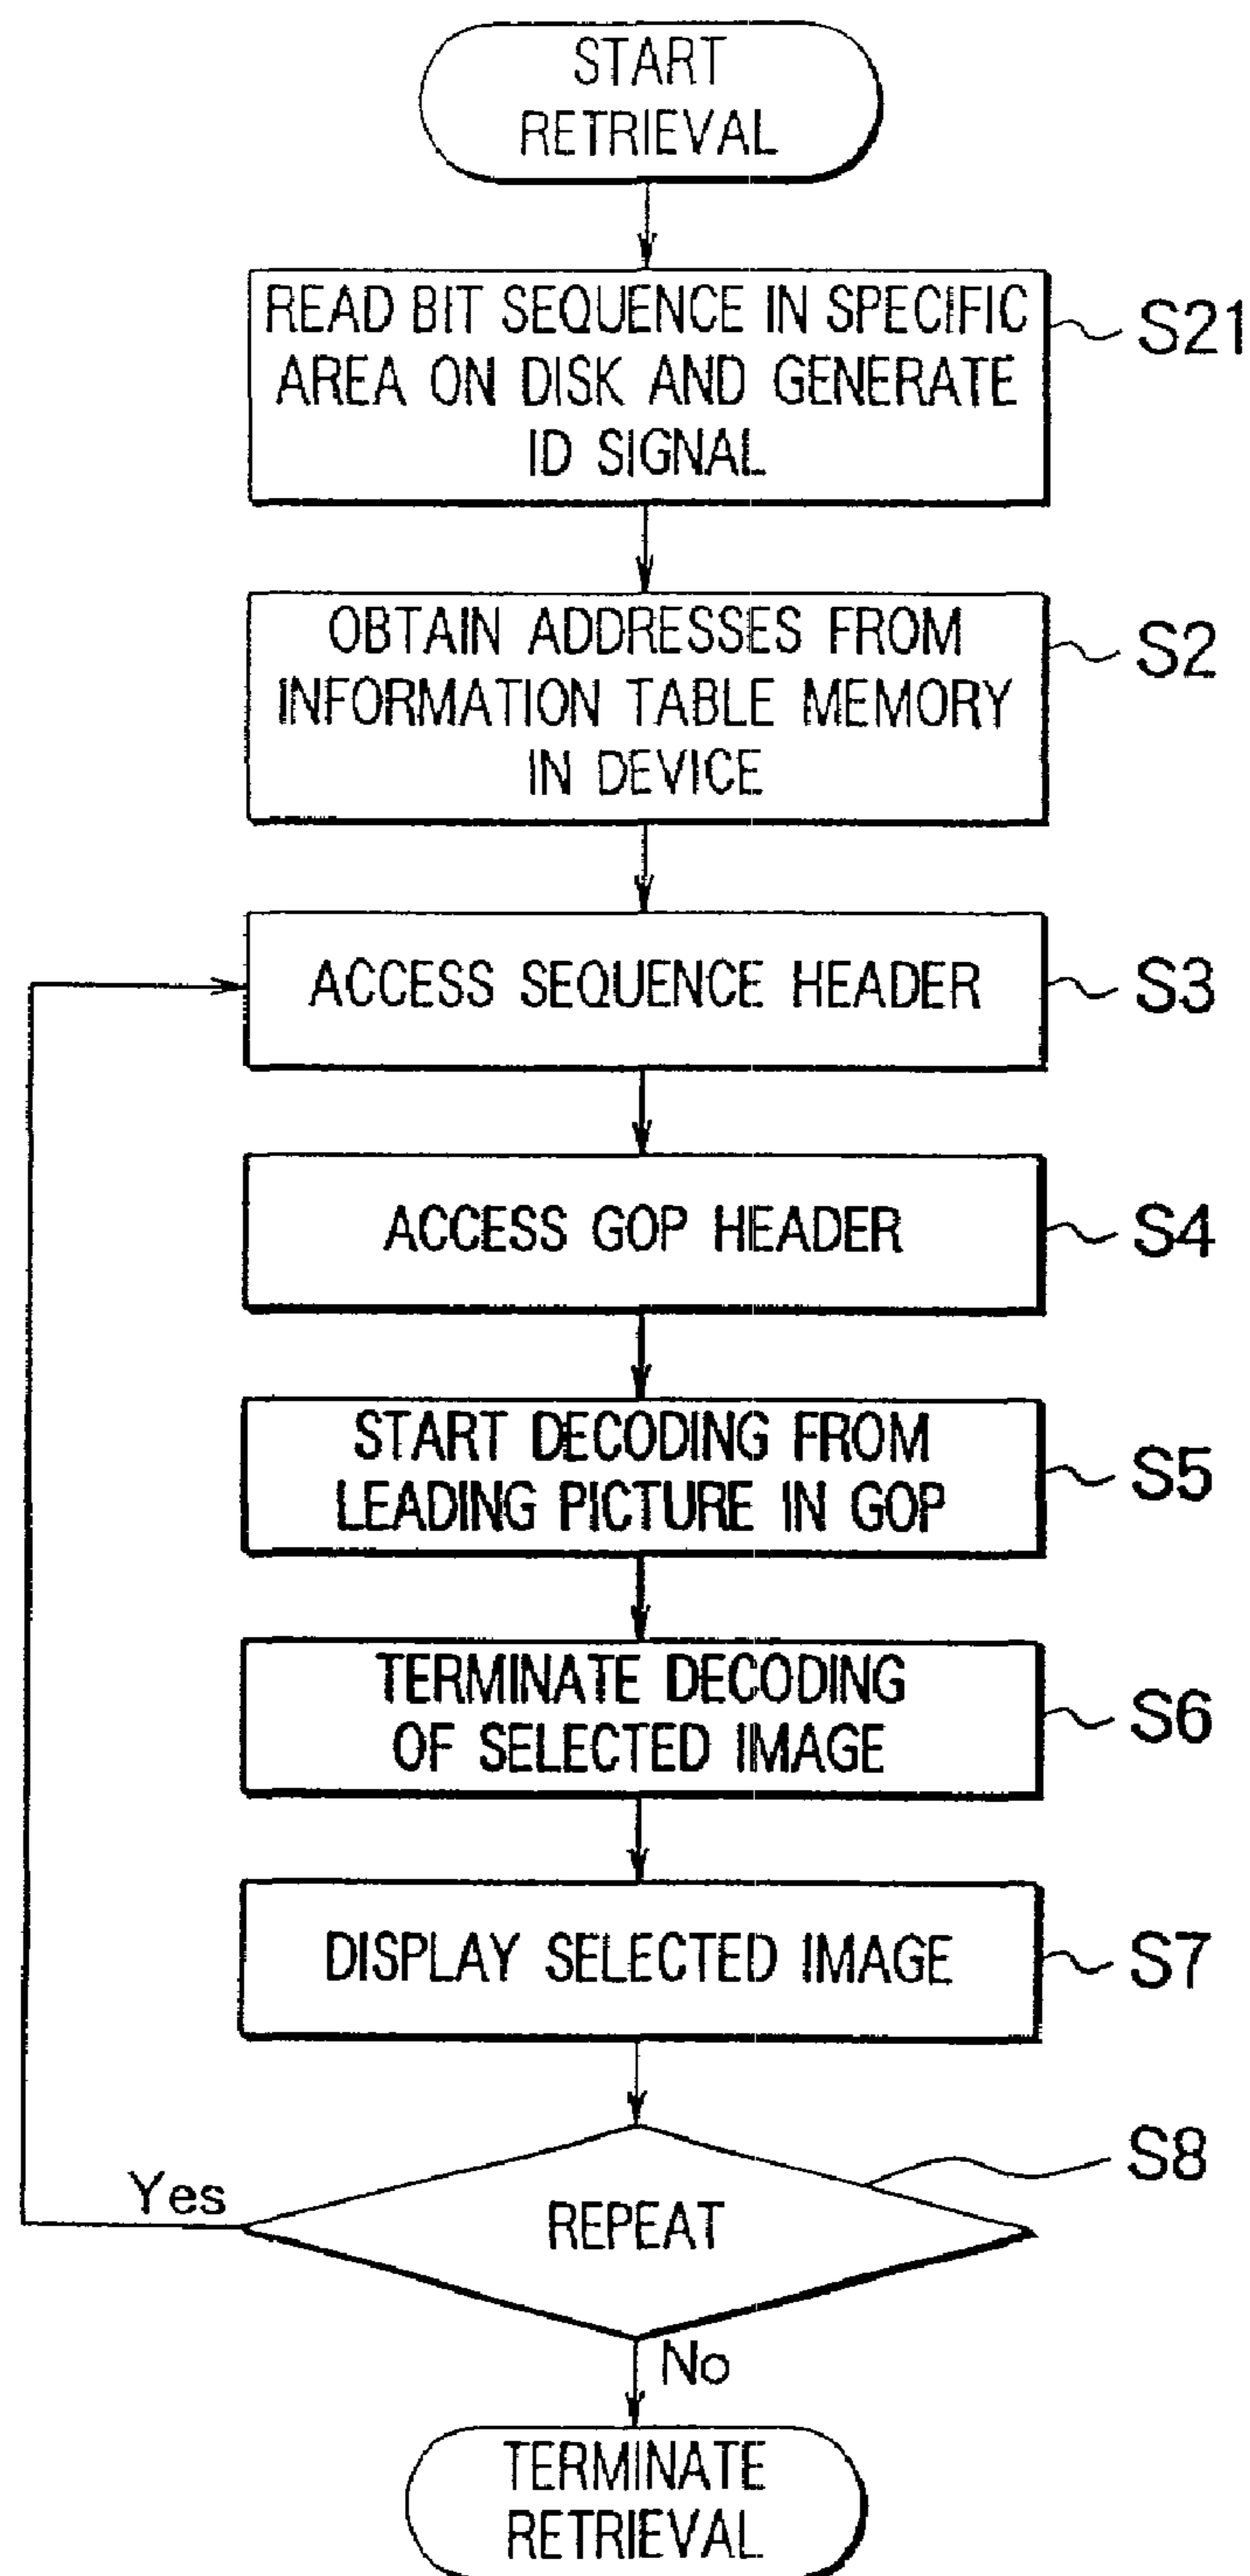 START
RETRIEVAL
READ BIT SEQUENCE IN SPECIFIC
AREA ON DISK AND GENERATE
ID SIGNAL
S21
OBTAIN ADDRESSES FROM
INFORMATION TABLE MEMORY
IN DEVICE
S2
ACCESS SEQUENCE HEADER
S3
ACCESS GOP HEADER
S4
START DECODING FROM
LEADING PICTURE IN GOP
S5
TERMINATE DECODING
OF SELECTED IMAGE
S6
DISPLAY SELECTED IMAGE
S7
S8
Yes
REPEAT
No
TERMINATE
RETRIEVAL